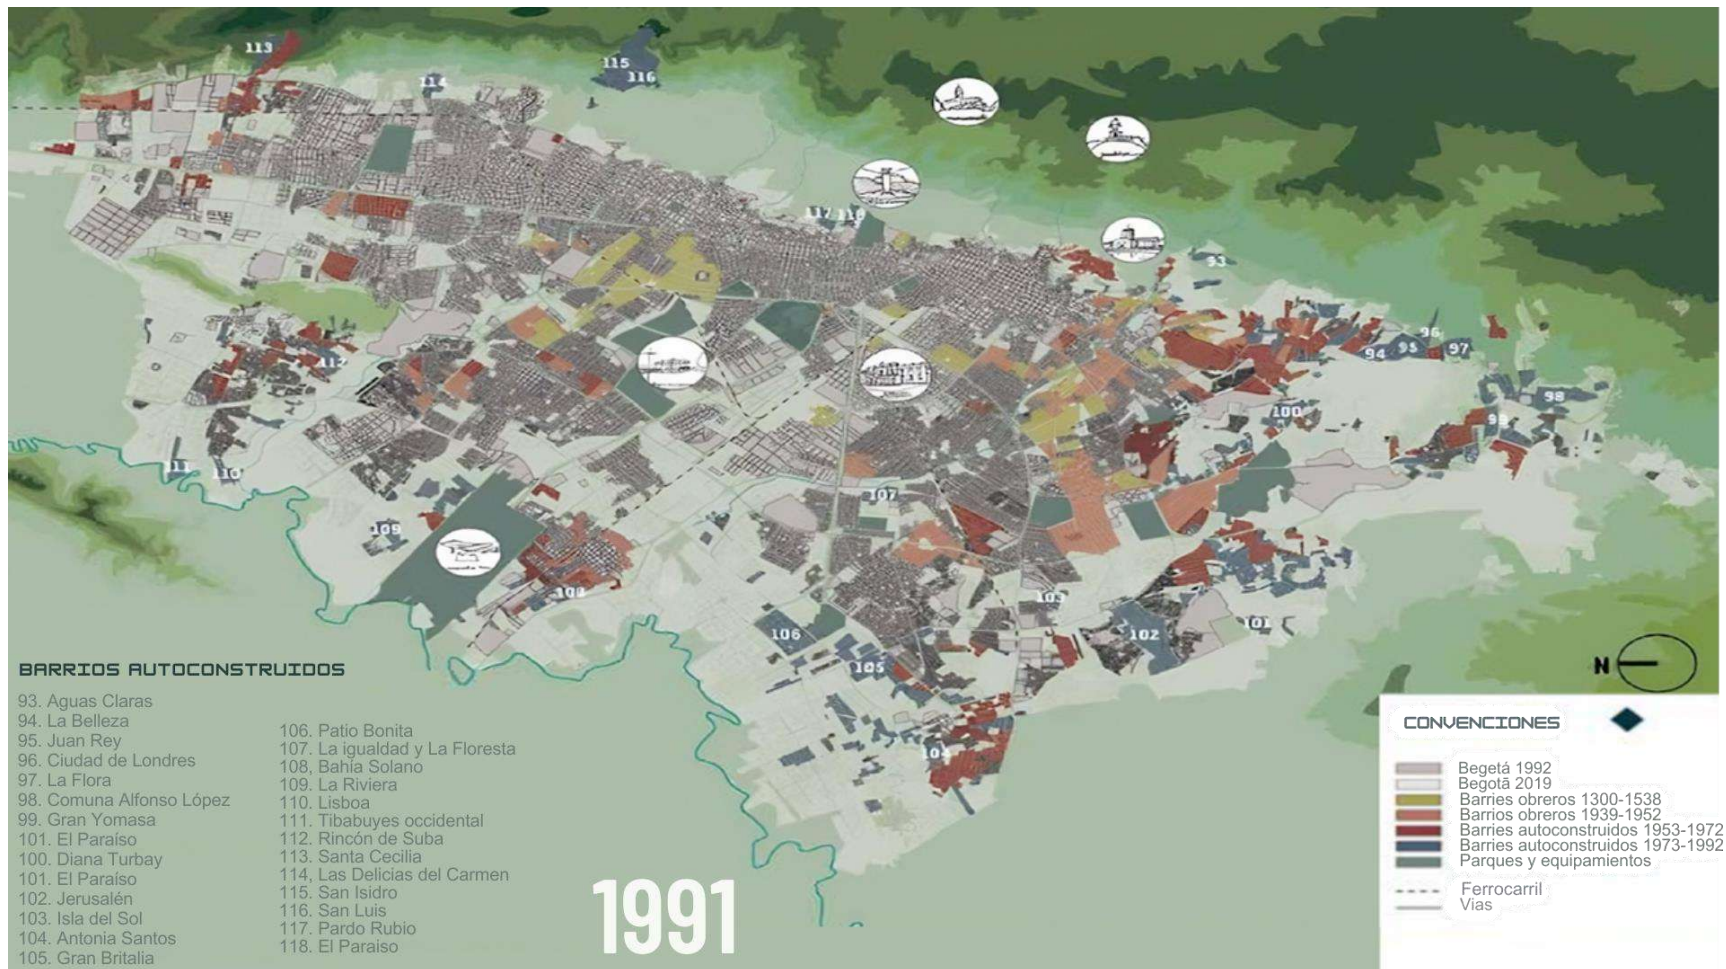 113
115
116
114
117 118
93
96
94 95 97
112
98
100
99
111
110
107
109
108
103
101
106
102
105
104
N
BARRIOS AUTOCONSTRUIDOS
93. Aguas Claras
94. La Belleza
95. Juan Rey
96. Ciudad de Londres
97. La Flora
98. Comuna Alfonso López
99. Gran Yomasa
101. El Paraíso
100. Diana Turbay
101. El Paraíso
102. Jerusalén
103. Isla del Sol
104. Antonia Santos
105. Gran Britalia
106. Patio Bonita
107. La igualdad y La Floresta
108, Bahía Solano
109. La Riviera
110. Lisboa
111. Tibabuyes occidental
112. Rincón de Suba
113. Santa Cecilia
114, Las Delicias del Carmen
115. San Isidro
116. San Luis
117. Pardo Rubio
118. El Paraiso
1991
CONVENCIONES
Begetá 1992
Begotã 2019
Barries obreros 1300-1538
Barrios obreros 1939-1952
Barries autoconstruidos 1953-1972
Barries autoconstruidos 1973-1992
Parques y equipamientos
Ferrocarril
Vias